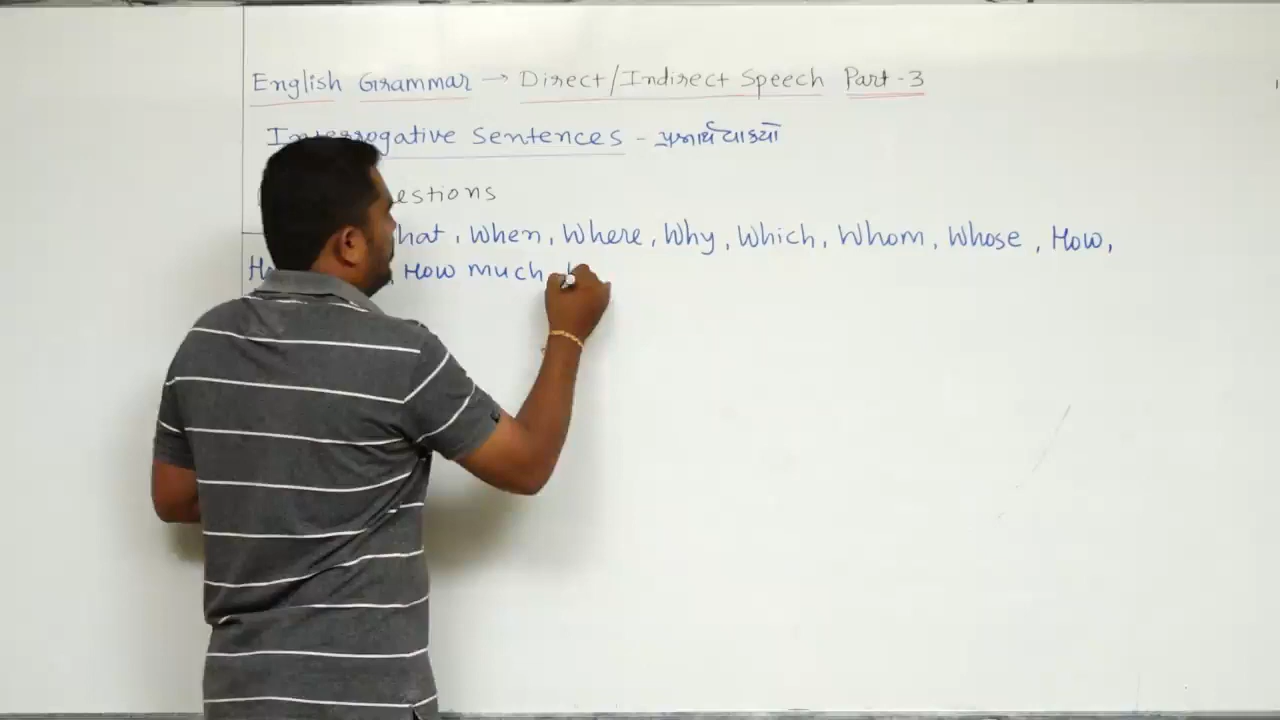 English Grammar → Direct/Indirect Speech Part-3
Interrogative Sentences - પ્રશ્નાર્થ વાક્યો
estions
hat, When, Where, Why, Which, Whom, Whose, How,
How much,